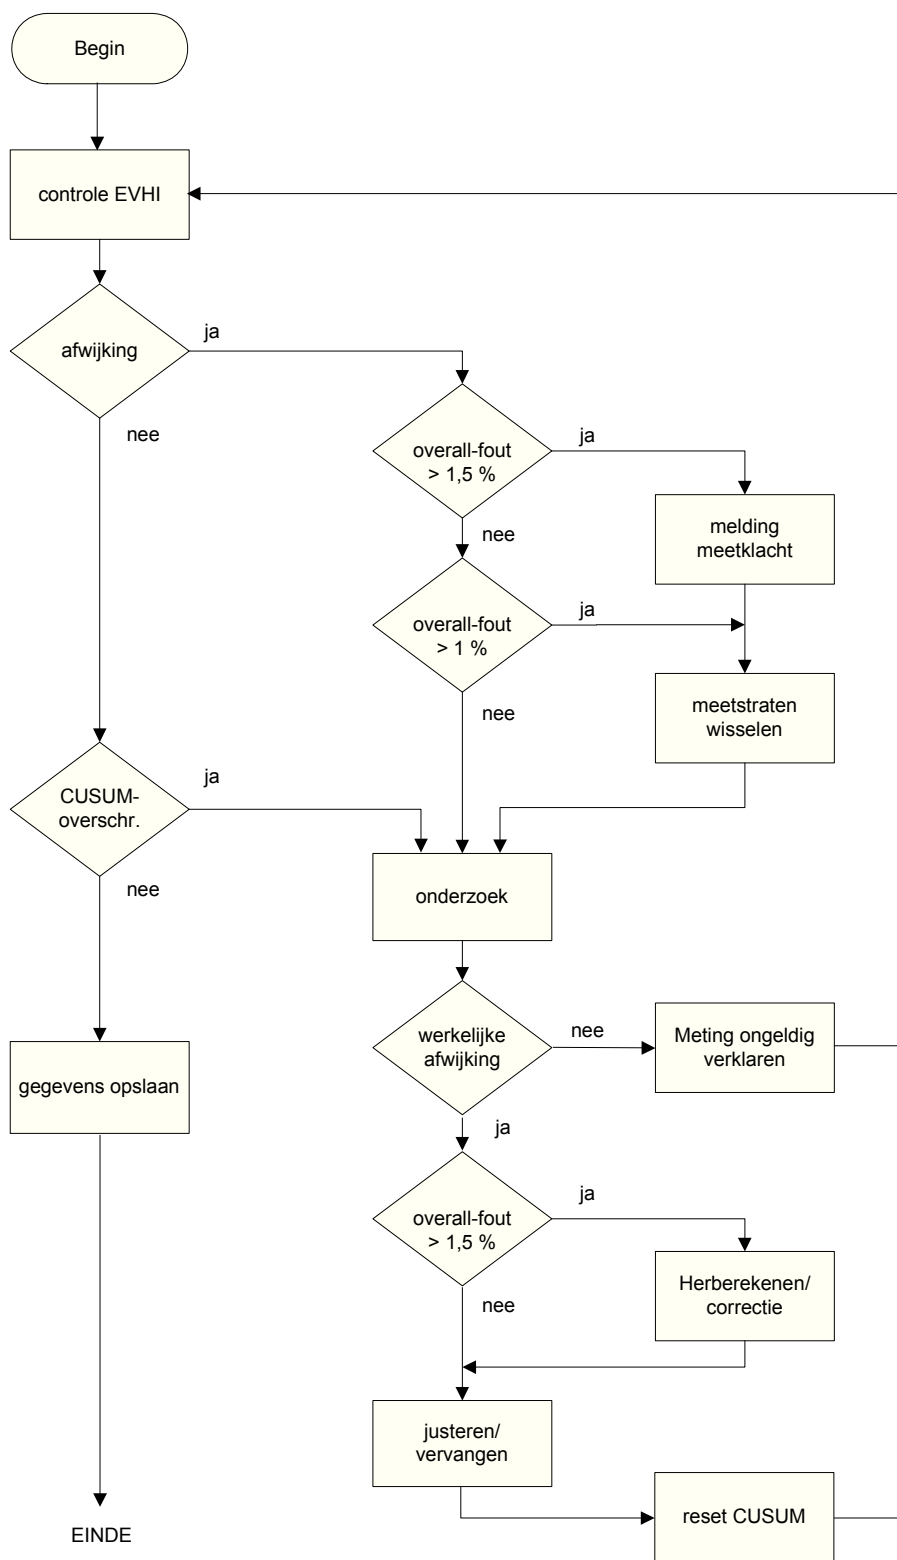 Begin
controle EVHI
afwijking
ja
nee
overall-fout
> 1,5 %
ja
nee
melding
meetklacht
overall-fout
> 1 %
ja
nee
meetstraten
wisselen
CUSUM-
overschr.
ja
nee
onderzoek
werkelijke
afwijking
nee
ja
Meting ongeldig
verklaren
gegevens opslaan
overall-fout
> 1,5 %
ja
nee
Herberekenen/
correctie
justeren/
vervangen
reset CUSUM
EINDE